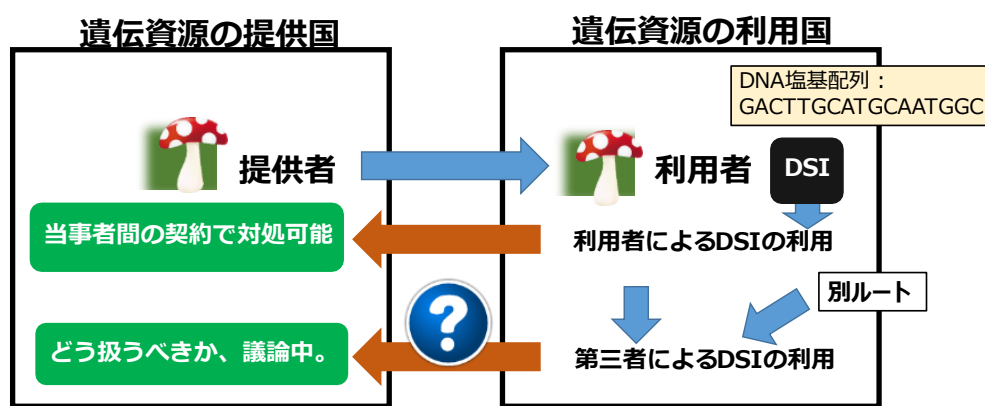 遺伝資源の提供国
遺伝資源の利用国
DNA塩基配列：
GACTTGCATGCAATGGC
提供者
利用者
DSI
当事者間の契約で対処可能
利用者によるDSIの利用
別ルート
?
どう扱うべきか、議論中。
第三者によるDSIの利用